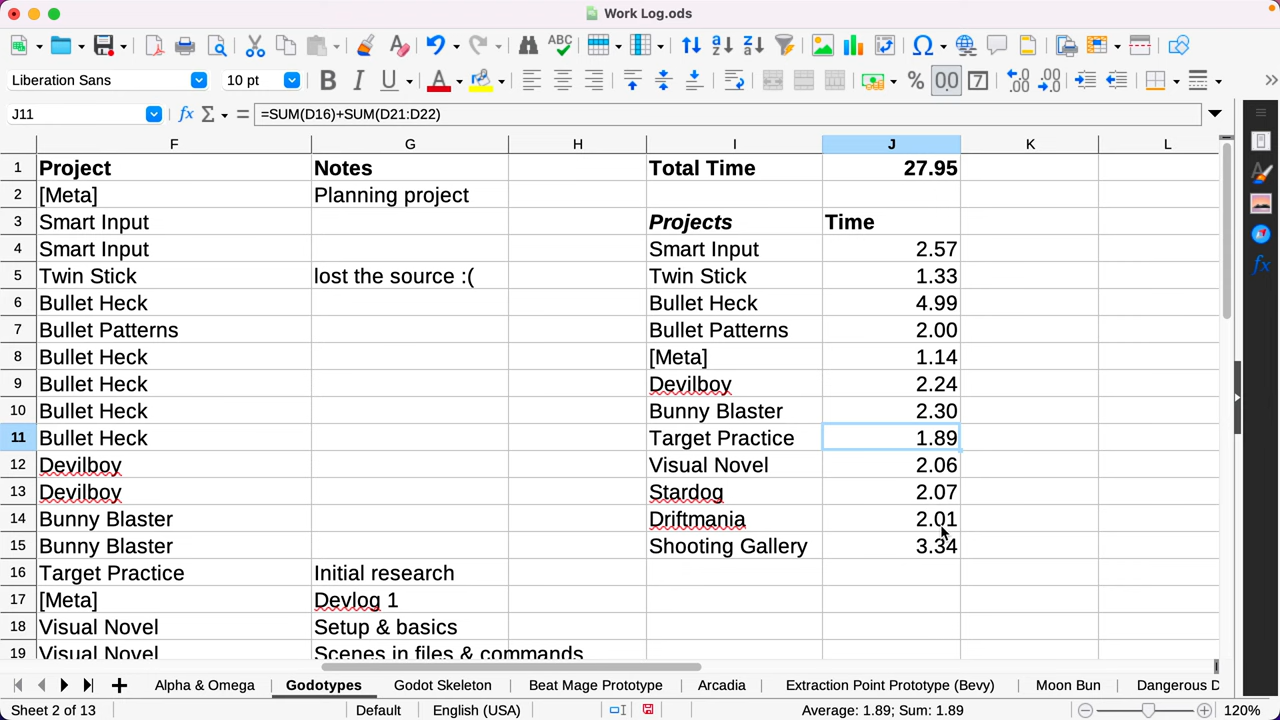 Work Log.ods
Liberation Sans 10 pt
J11 =SUM(D16)+SUM(D21:D22)
F G H I J K L
1 Project Notes Total Time 27.95
2 [Meta] Planning project
3 Smart Input Projects Time
4 Smart Input Smart Input 2.57
5 Twin Stick lost the source :( Twin Stick 1.33
6 Bullet Heck Bullet Heck 4.99
7 Bullet Patterns Bullet Patterns 2.00
8 Bullet Heck [Meta] 1.14
9 Bullet Heck Devilboy 2.24
10 Bullet Heck Bunny Blaster 2.30
11 Bullet Heck Target Practice 1.89
12 Devilboy Visual Novel 2.06
13 Devilboy Stardog 2.07
14 Bunny Blaster Driftmania 2.01
15 Bunny Blaster Shooting Gallery 3.34
16 Target Practice Initial research
17 [Meta] Devlog 1
18 Visual Novel Setup & basics
19 Visual Novel Scenes in files & commands
Alpha & Omega Godotypes Godot Skeleton Beat Mage Prototype Arcadia Extraction Point Prototype (Bevy) Moon Bun Dangerous D
Sheet 2 of 13 Default English (USA) Average: 1.89; Sum: 1.89 120%